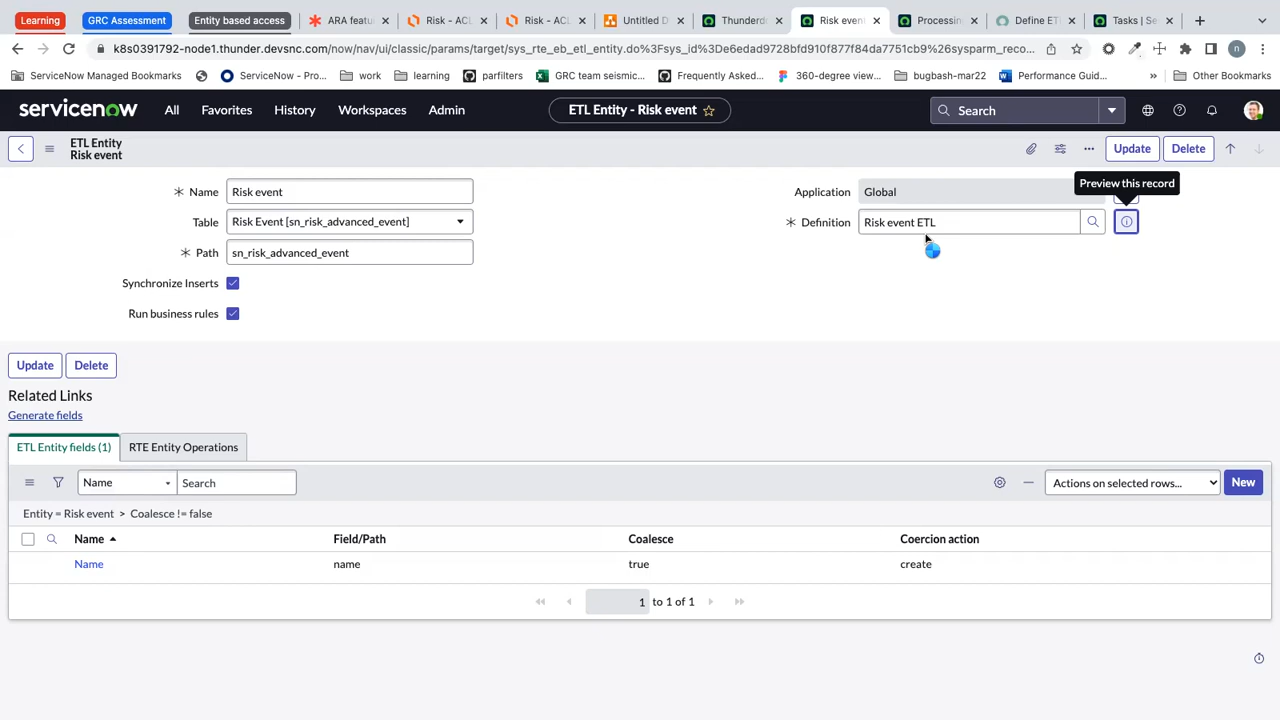 Learning
GRC Assessment
Entity based access
ARA featu
Risk - ACL
Risk - ACL
Untitled D
Thunderd
Risk even
Processing
Define ETL
Tasks | Se
k8s0391792-node1.thunder.devsnc.com/now/nav/ui/classic/params/target/sys_rte_eb_etl_entity.do%3Fsys_id%3De6edad9728bfd910f877f84da7751cb9%26sysparm_reco...
n
ServiceNow Managed Bookmarks
ServiceNow - Pro...
work
learning
parfilters
GRC team seismic...
Frequently Asked...
360-degree view...
bugbash-mar22
Performance Guid...
»
Other Bookmarks
servicenow
All
Favorites
History
Workspaces
Admin
ETL Entity - Risk event
Search
ETL Entity
Risk event
Update
Delete
Preview this record
Name
Risk event
Application
Global
Table
Risk Event [sn_risk_advanced_event]
Definition
Risk event ETL
Path
sn_risk_advanced_event
Synchronize Inserts
Run business rules
Update
Delete
Related Links
Generate fields
ETL Entity fields (1)
RTE Entity Operations
Name
Search
Actions on selected rows...
New
Entity = Risk event > Coalesce != false
Name
Field/Path
Coalesce
Coercion action
Name
name
true
create
1 to 1 of 1